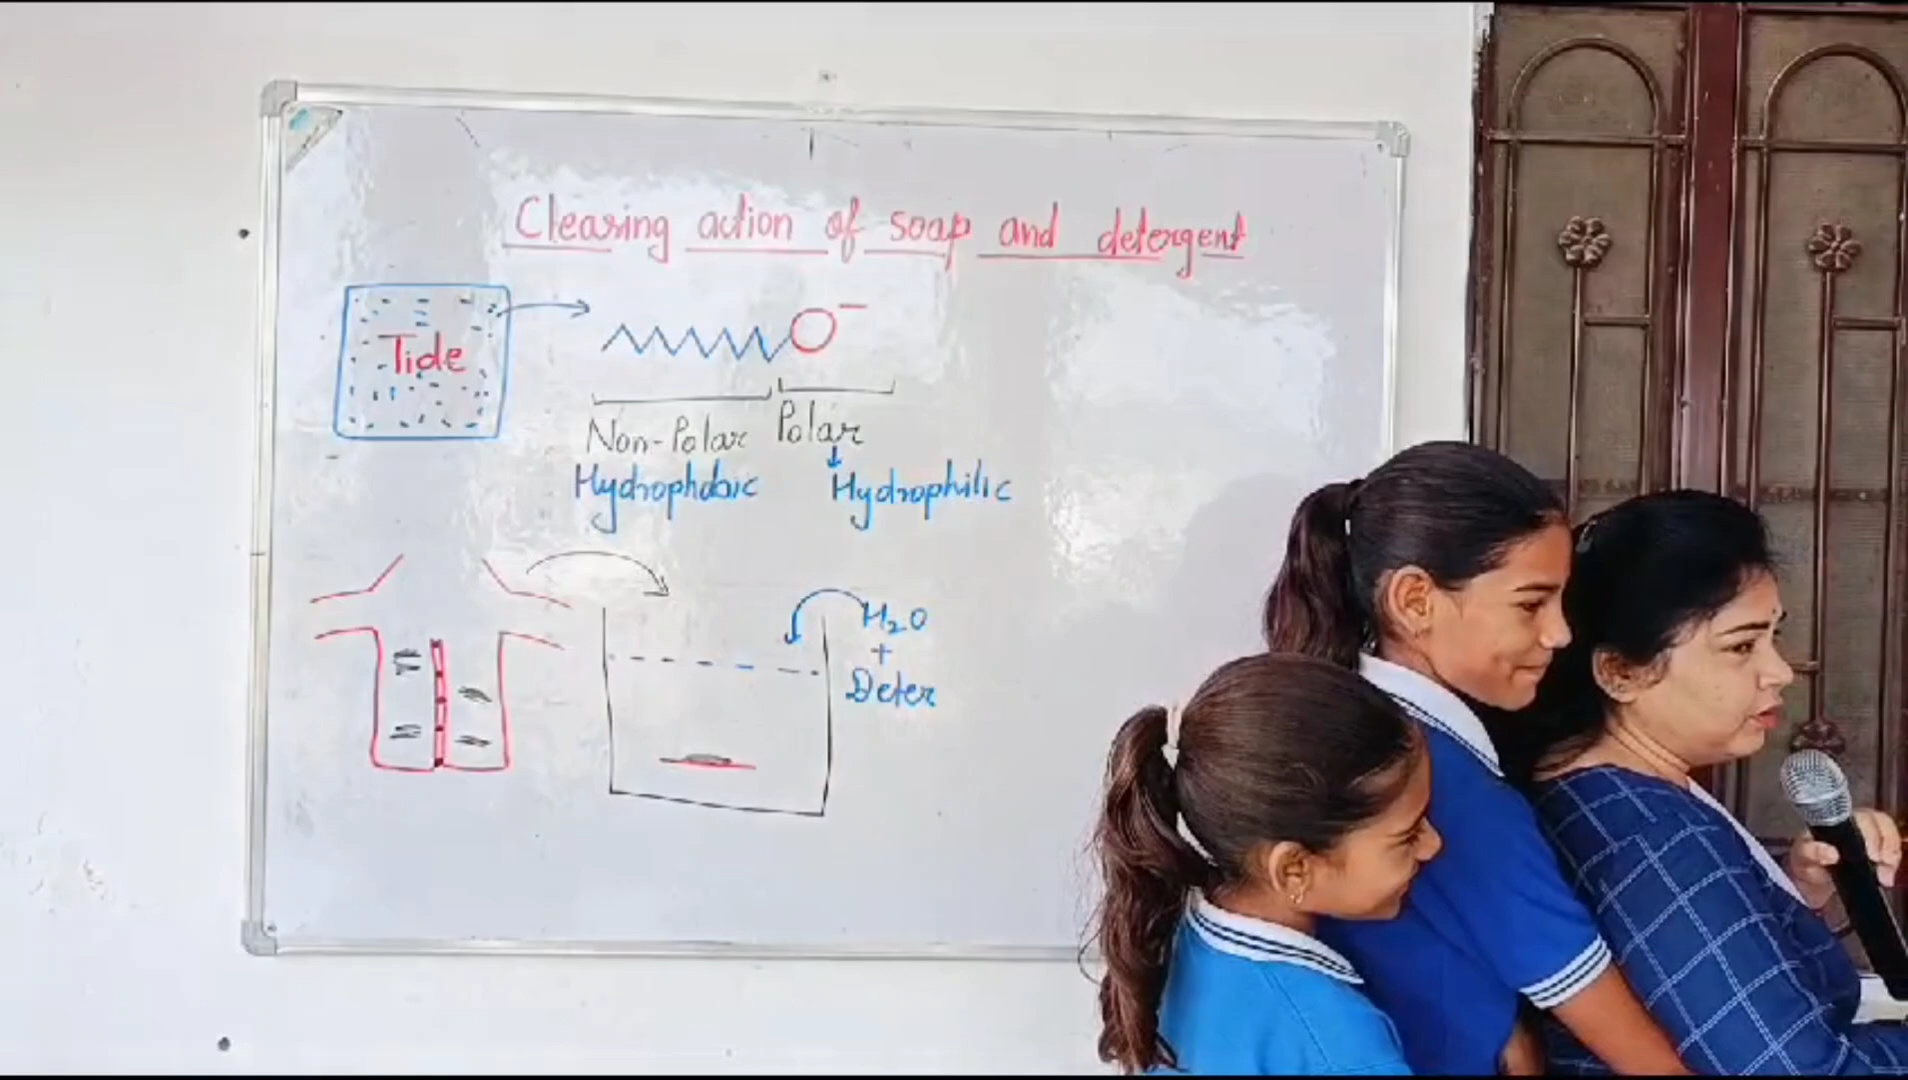 Clearing action of soap and detergent
Tide
O⁻
Non-Polar Polar
Hydrophobic Hydrophilic
H₂O
+
Deter